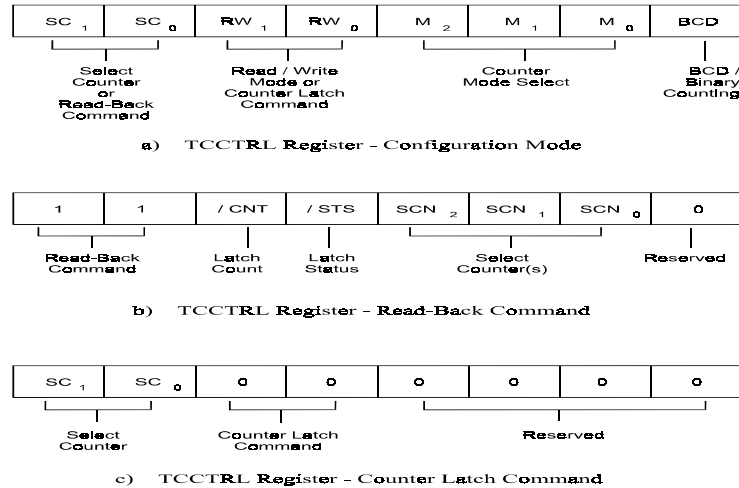 SC 1 SC 0 RW 1 RW 0 M 2 M 1 M 0 BCD
Select Counter or Read-Back Command
Read / Write Mode or Counter Latch Command
Counter Mode Select
BCD / Binary Counting
a) TCCTRL Register - Configuration Mode
1 1 / CNT / STS SCN 2 SCN 1 SCN 0 0
Read-Back Command
Latch Count
Latch Status
Select Counter(s)
Reserved
b) TCCTRL Register - Read-Back Command
SC 1 SC 0 0 0 0 0 0 0
Select Counter
Counter Latch Command
Reserved
c) TCCTRL Register - Counter Latch Command